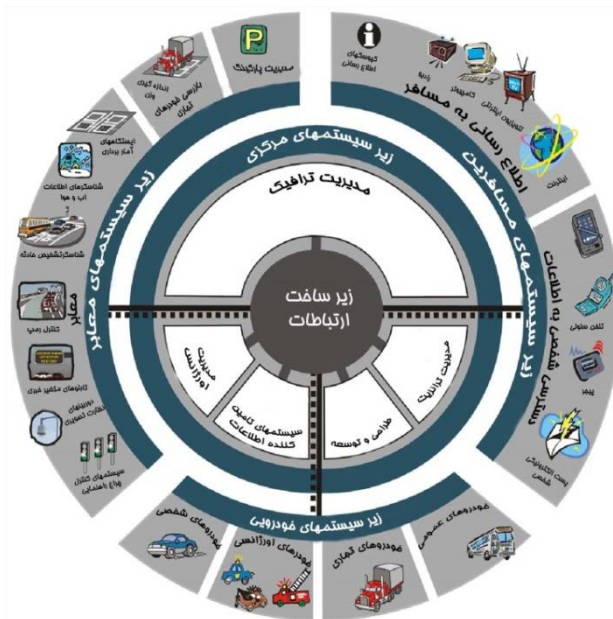 زیر ساخت
ارتباطات
زیر سیستمهای مرکزی
مدیریت ترافیک
مدیریت ترانزیت
طراحی و توسعه
سیستمهای تامین
کننده اطلاعات
مدیریت
اورژانس
زیر سیستمهای مسافریت
اطلاع رسانی به مسافر
کیوسکهای
اطلاع رسانی
رادیو
کامپیوتر
تلویزیون اینترنتی
اینترنت
دسترسی شخصی به اطلاعات
تلفن سلولی
پیجر
پست الکترونیکی
شخصی
زیر سیستمهای خودرویی
خودروهای عمومی
خودروهای تجاری
خودروهای اورژانسی
خودروهای شخصی
زیر سیستمهای معابر
معابر
P
مدیریت پارکینگ
بازرسی خودرهای
تجاری
اندازه گیری
وزن
ایستگاههای
آمار برداری
شناسگرهای اطلاعات
آب و هوا
شناسگر تشخیص حادثه
کنترل رمپ
تابلوهای متغیر خبری
دوربینهای
نظارت تصویری
سیستمهای کنترل
چراغ راهنمایی